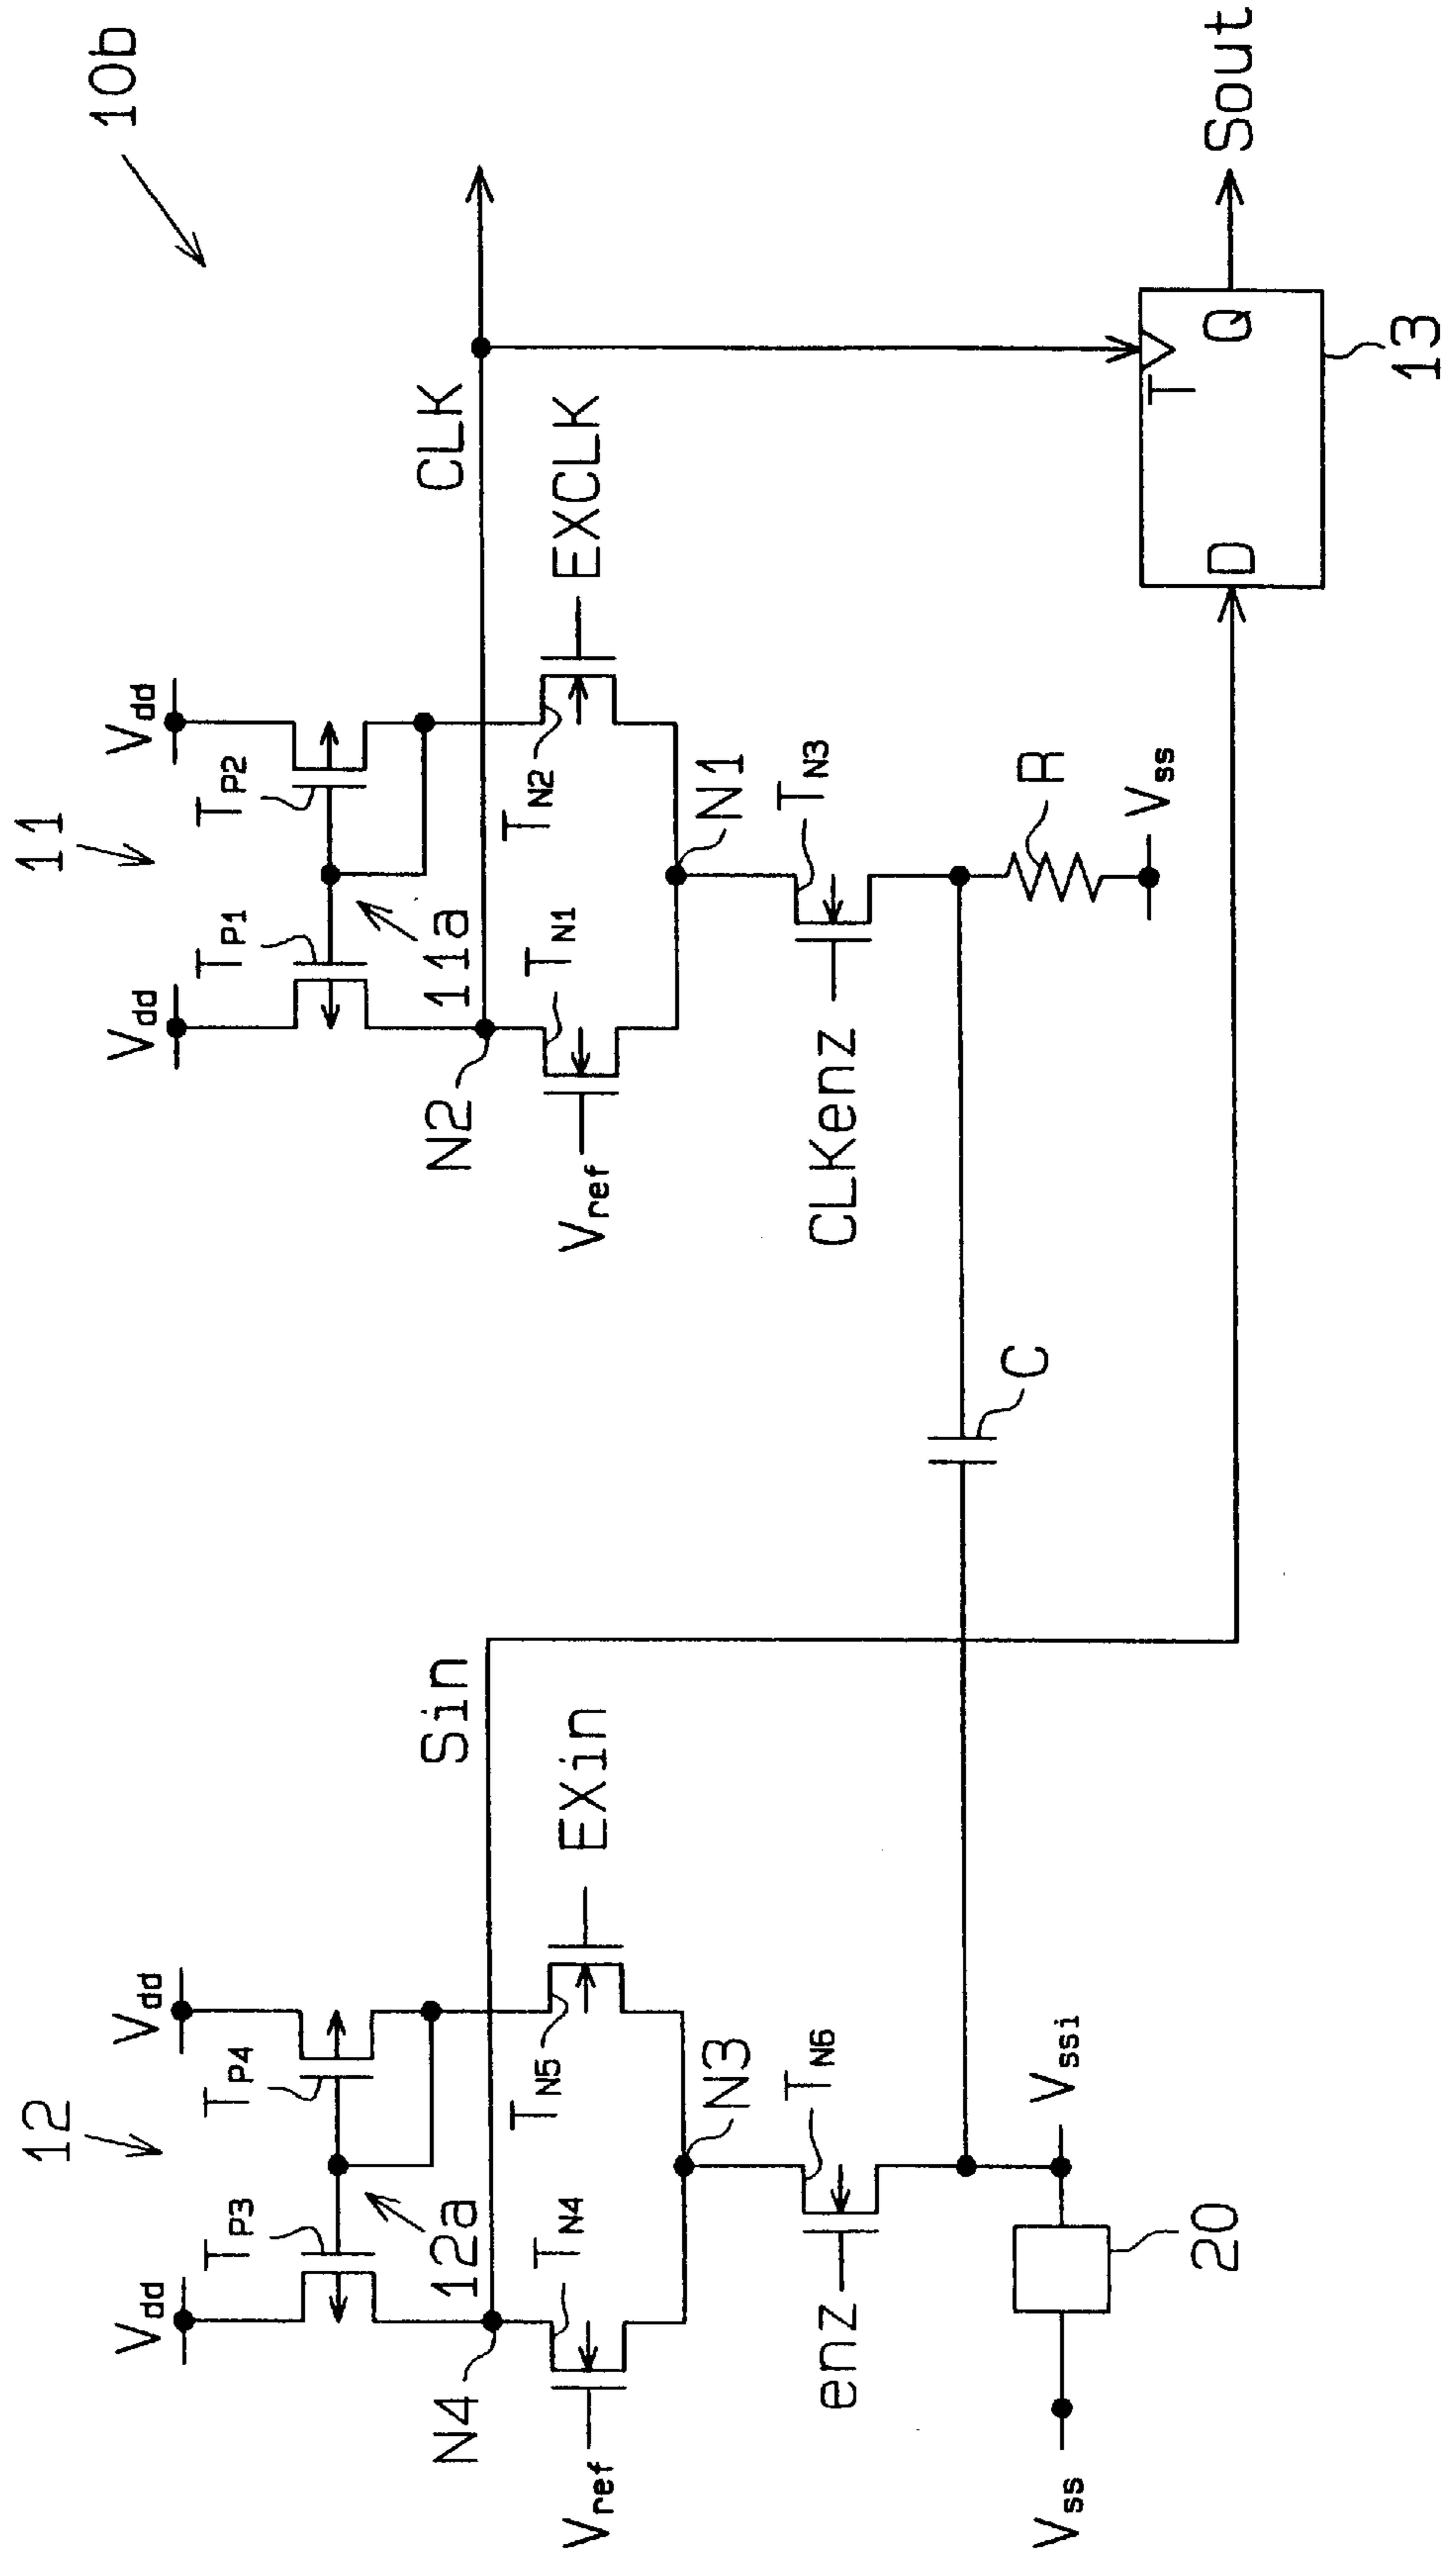 10b
11
12
Vdd
Vdd
Vdd
Vdd
TP1
TP2
TP3
TP4
11a
12a
CLK
Sin
N2
N4
TN1
TN2
TN4
TN5
EXCLK
EXin
Vref
Vref
N1
N3
TN3
TN6
CLKenz
enz
R
C
Vss
Vssi
Vss
20
D
T
Q
Sout
13